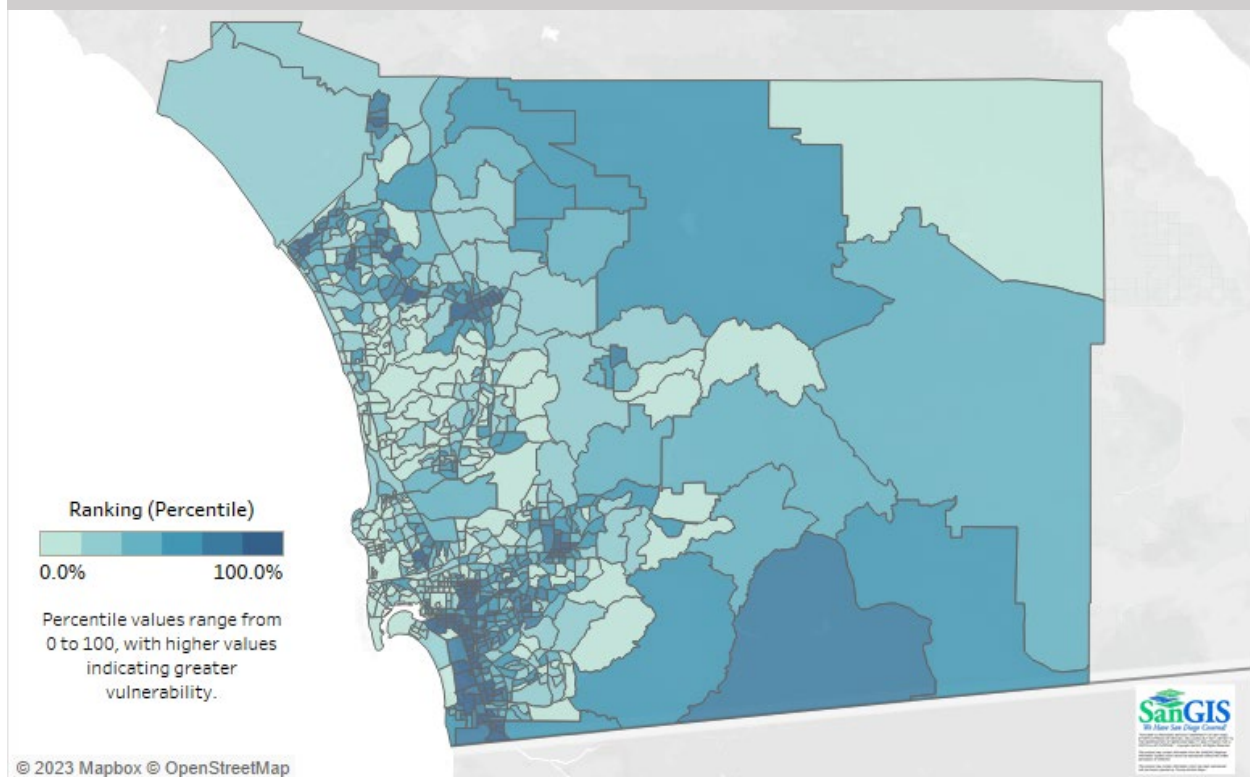 Ranking (Percentile)
0.0% 100.0%
Percentile values range from
0 to 100, with higher values
indicating greater
vulnerability.
SanGIS
We Have San Diego Covered!
© 2023 Mapbox © OpenStreetMap